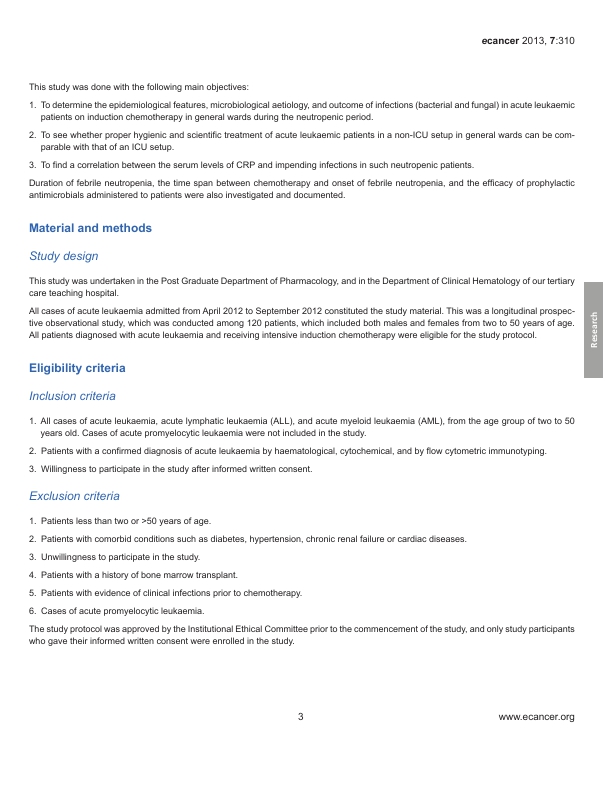 ecancer 2013, 7:310
This study was done with the following main objectives:
1. To determine the epidemiological features, microbiological aetiology, and outcome of infections (bacterial and fungal) in acute leukaemic
patients on induction chemotherapy in general wards during the neutropenic period.
2. To see whether proper hygienic and scientific treatment of acute leukaemic patients in a non-ICU setup in general wards can be com-
parable with that of an ICU setup.
3. To find a correlation between the serum levels of CRP and impending infections in such neutropenic patients.
Duration of febrile neutropenia, the time span between chemotherapy and onset of febrile neutropenia, and the efficacy of prophylactic
antimicrobials administered to patients were also investigated and documented.
Material and methods
Study design
This study was undertaken in the Post Graduate Department of Pharmacology, and in the Department of Clinical Hematology of our tertiary
care teaching hospital.
All cases of acute leukaemia admitted from April 2012 to September 2012 constituted the study material. This was a longitudinal prospec-
tive observational study, which was conducted among 120 patients, which included both males and females from two to 50 years of age.
All patients diagnosed with acute leukaemia and receiving intensive induction chemotherapy were eligible for the study protocol.
Research
Eligibility criteria
Inclusion criteria
1. All cases of acute leukaemia, acute lymphatic leukaemia (ALL), and acute myeloid leukaemia (AML), from the age group of two to 50
years old. Cases of acute promyelocytic leukaemia were not included in the study.
2. Patients with a confirmed diagnosis of acute leukaemia by haematological, cytochemical, and by flow cytometric immunotyping.
3. Willingness to participate in the study after informed written consent.
Exclusion criteria
1. Patients less than two or >50 years of age.
2. Patients with comorbid conditions such as diabetes, hypertension, chronic renal failure or cardiac diseases.
3. Unwillingness to participate in the study.
4. Patients with a history of bone marrow transplant.
5. Patients with evidence of clinical infections prior to chemotherapy.
6. Cases of acute promyelocytic leukaemia.
The study protocol was approved by the Institutional Ethical Committee prior to the commencement of the study, and only study participants
who gave their informed written consent were enrolled in the study.
3
www.ecancer.org